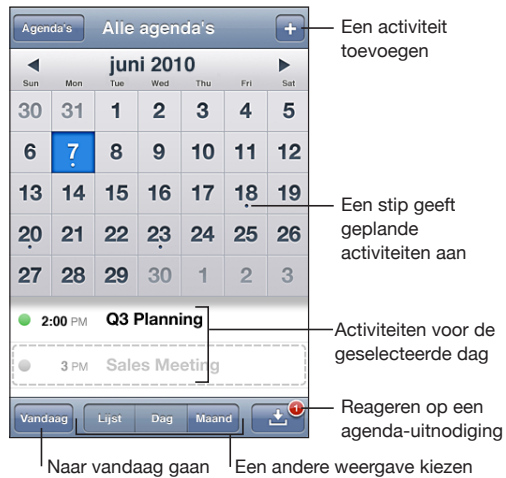 Agenda's Alle agenda's +
Een activiteit
toevoegen
juni 2010
Sun Mon Tue Wed Thu Fri Sat
30 31 1 2 3 4 5
6 7 8 9 10 11 12
13 14 15 16 17 18 19
Een stip geeft
geplande
activiteiten aan
20 21 22 23 24 25 26
27 28 29 30 1 2 3
2:00 PM Q3 Planning
Activiteiten voor de
geselecteerde dag
3 PM Sales Meeting
Vandaag Lijst Dag Maand 1
Reageren op een
agenda-uitnodiging
Naar vandaag gaan
Een andere weergave kiezen